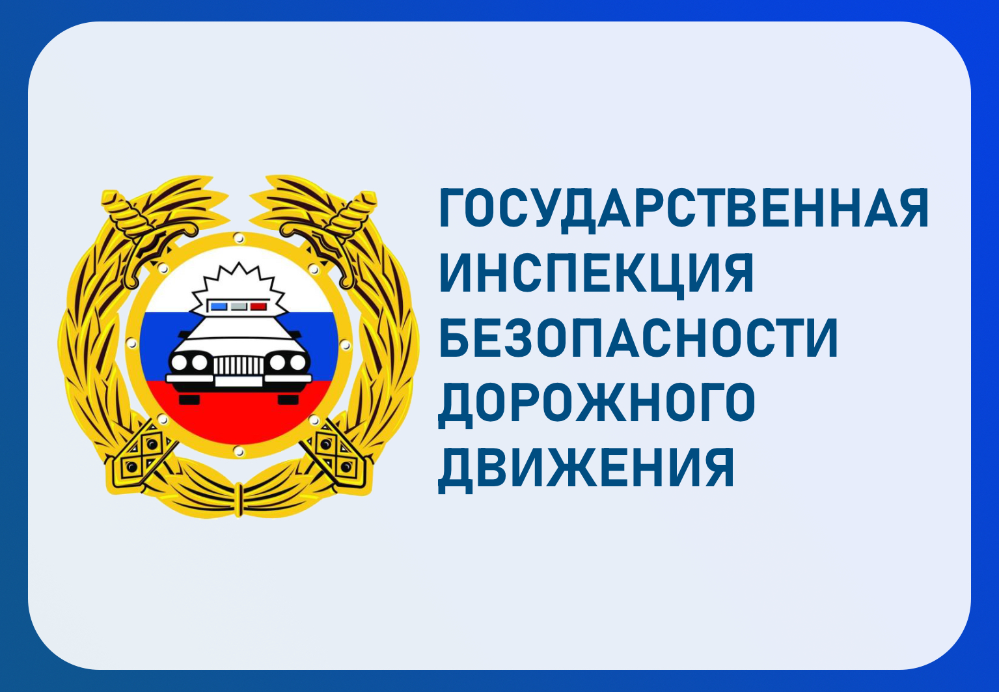 ГОСУДАРСТВЕННАЯ
ИНСПЕКЦИЯ
БЕЗОПАСНОСТИ
ДОРОЖНОГО
ДВИЖЕНИЯ